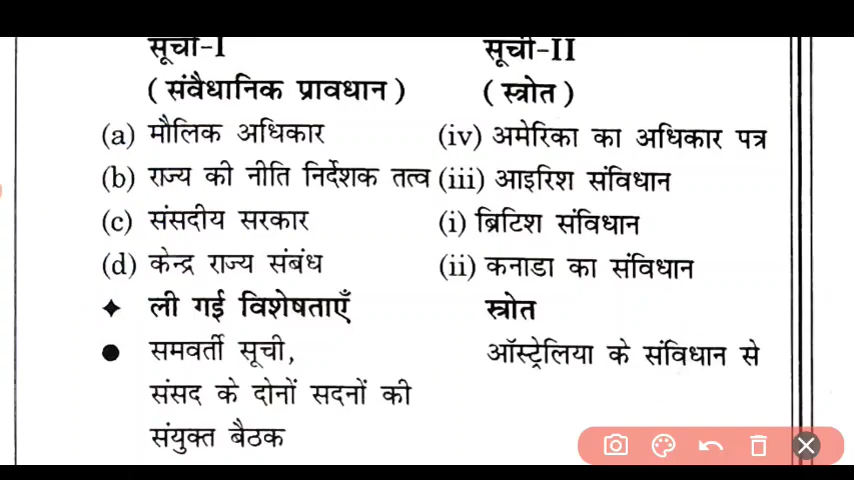 सूची-I सूची-II
(संवैधानिक प्रावधान) (स्त्रोत)
(a) मौलिक अधिकार (iv) अमेरिका का अधिकार पत्र
(b) राज्य की नीति निर्देशक तत्व (iii) आइरिश संविधान
(c) संसदीय सरकार (i) ब्रिटिश संविधान
(d) केन्द्र राज्य संबंध (ii) कनाडा का संविधान
✦ ली गई विशेषताएँ स्त्रोत
● समवर्ती सूची, ऑस्ट्रेलिया के संविधान से
संसद के दोनों सदनों की
संयुक्त बैठक